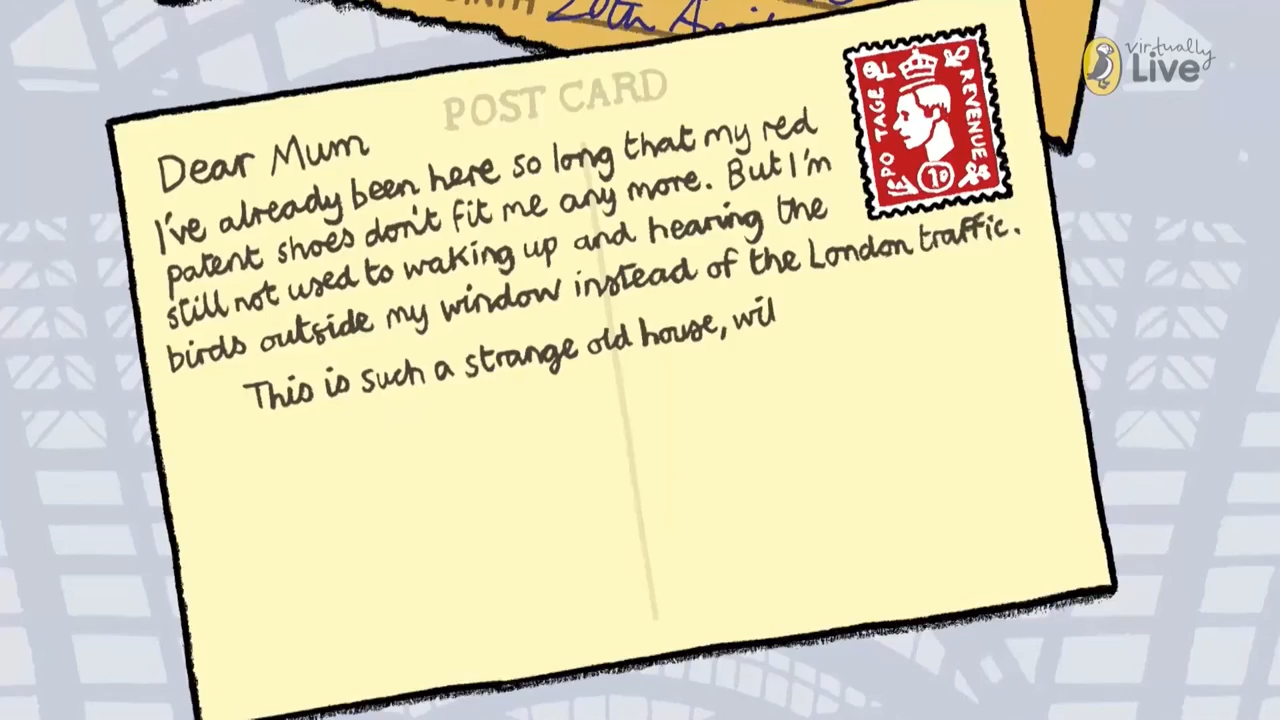 20th
virtually
Live
POST CARD
POSTAGE
REVENUE
1D
Dear Mum
I've already been here so long that my red
patent shoes don't fit me any more. But I'm
still not used to waking up and hearing the
birds outside my window instead of the London traffic.
This is such a strange old house, wil